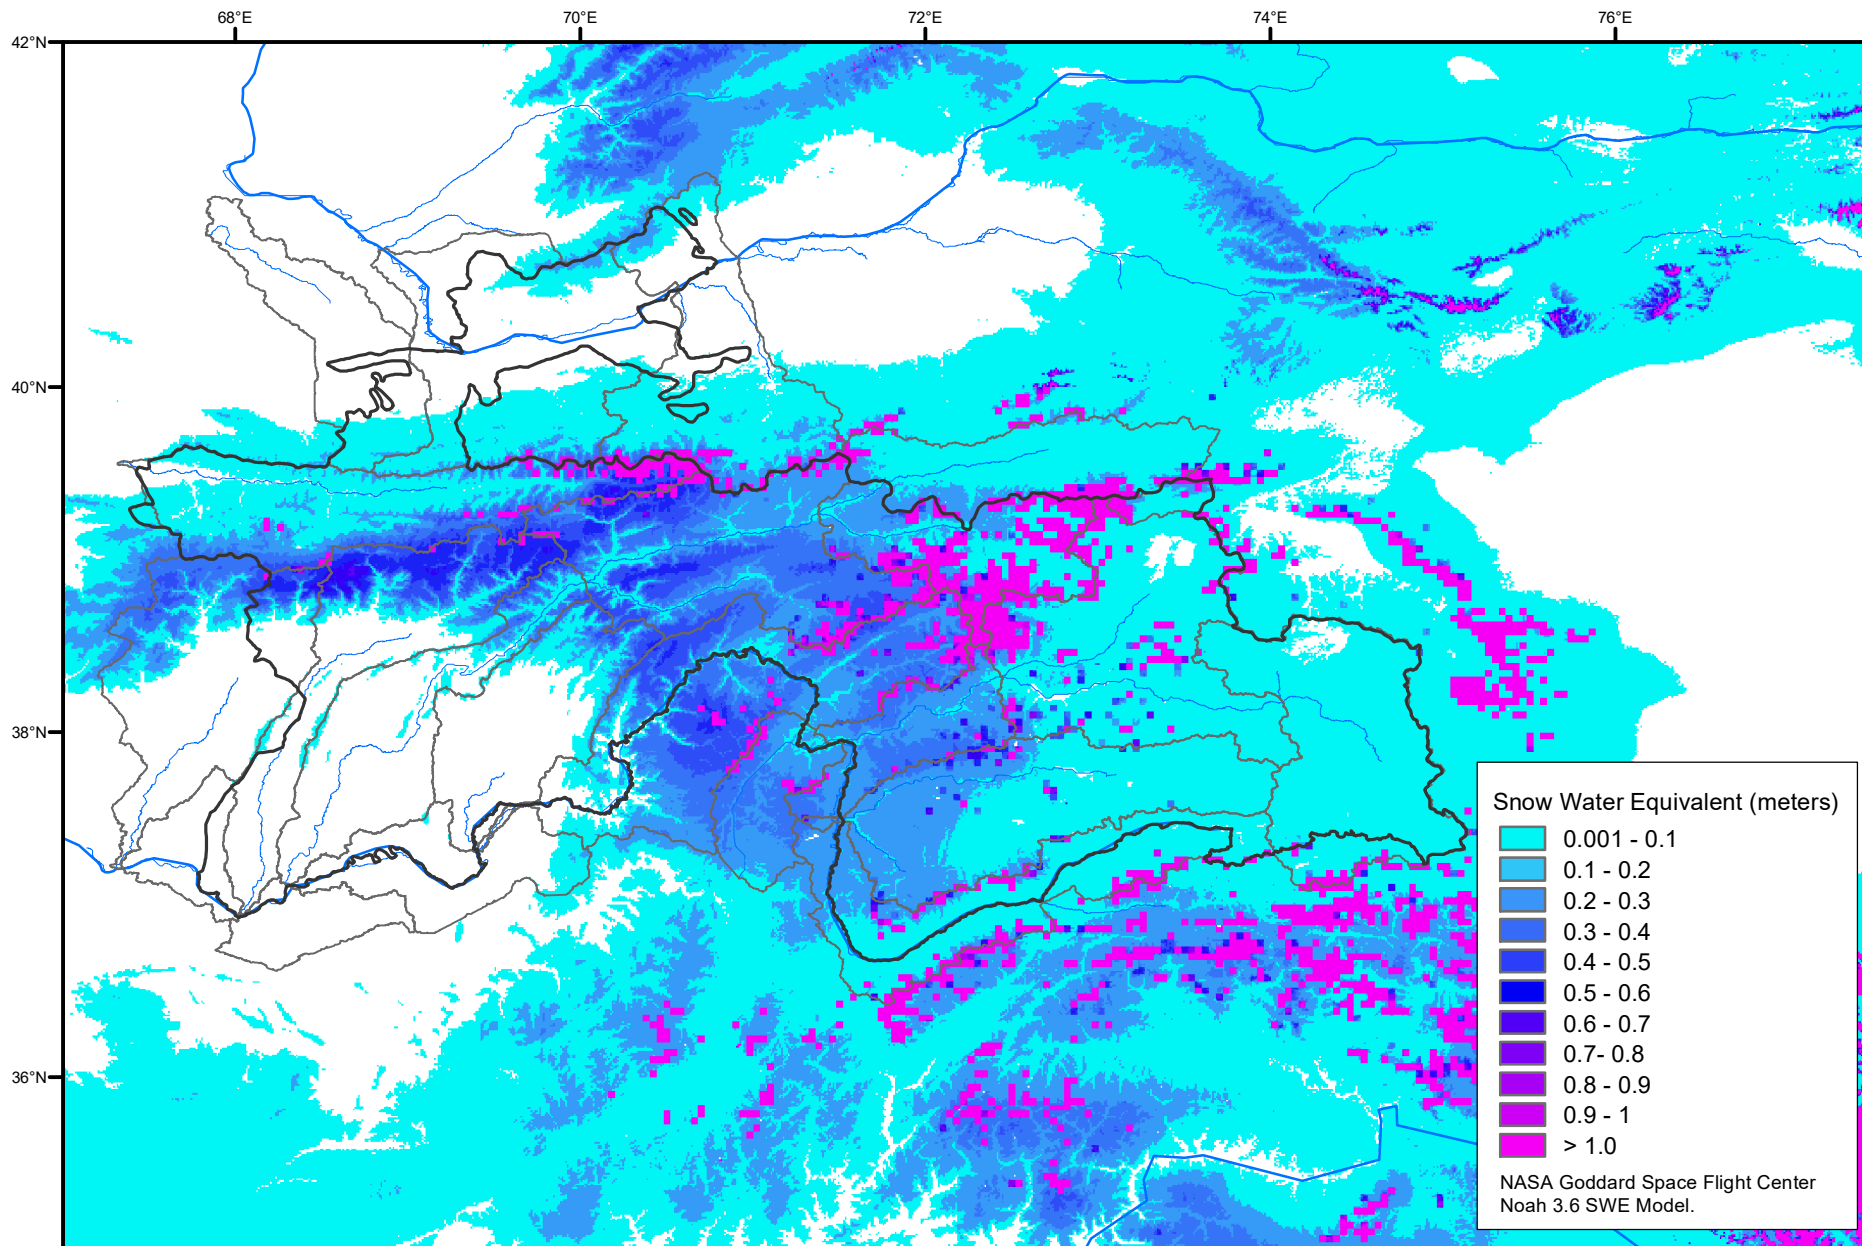 68°E 70°E 72°E 74°E 76°E
42°N
40°N
38°N
36°N
Snow Water Equivalent (meters)
0.001 - 0.1
0.1 - 0.2
0.2 - 0.3
0.3 - 0.4
0.4 - 0.5
0.5 - 0.6
0.6 - 0.7
0.7- 0.8
0.8 - 0.9
0.9 - 1
> 1.0
NASA Goddard Space Flight Center
Noah 3.6 SWE Model.